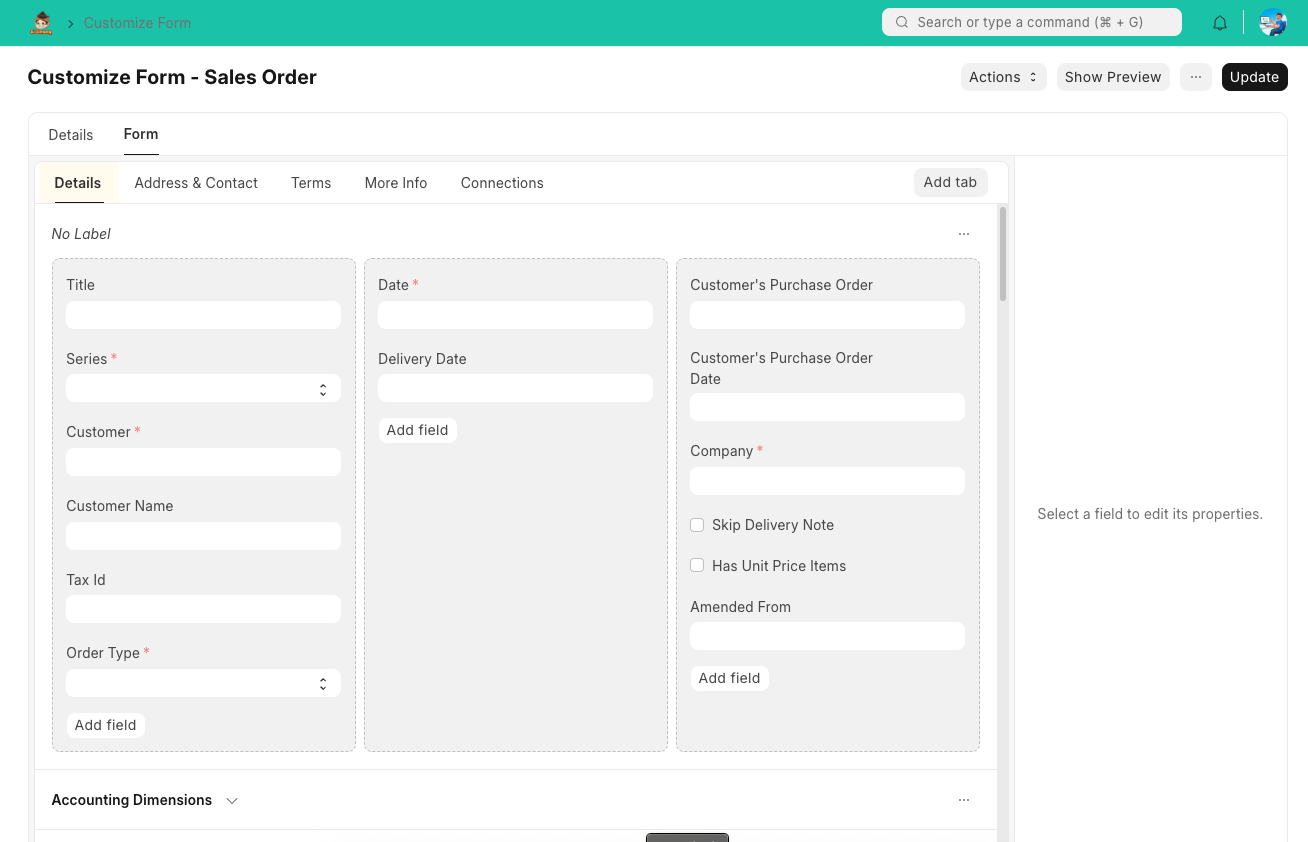 Customize Form
Search or type a command (⌘ + G)
Customize Form - Sales Order
Actions
Show Preview
...
Update
Details
Form
Details
Address & Contact
Terms
More Info
Connections
Add tab
No Label
...
Title
Series *
Customer *
Customer Name
Tax Id
Order Type *
Add field
Date *
Delivery Date
Add field
Customer's Purchase Order
Customer's Purchase Order
Date
Company *
Skip Delivery Note
Has Unit Price Items
Amended From
Add field
Select a field to edit its properties.
Accounting Dimensions
...